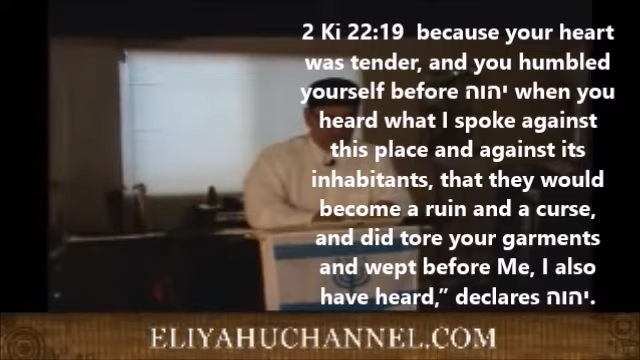 2 Ki 22:19 because your heart
was tender, and you humbled
yourself before יהוה when you
heard what I spoke against
this place and against its
inhabitants, that they would
become a ruin and a curse,
and did tore your garments
and wept before Me, I also
have heard,” declares יהוה.
ELIYAHUCHANNEL.COM